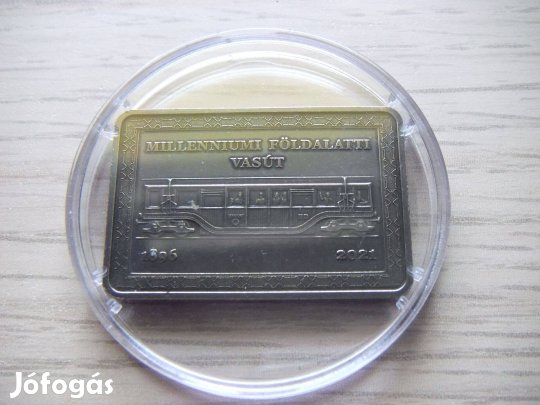 MILLENNIUMI FÖLDALATTI
VASÚT
1896 2021
Jófogás